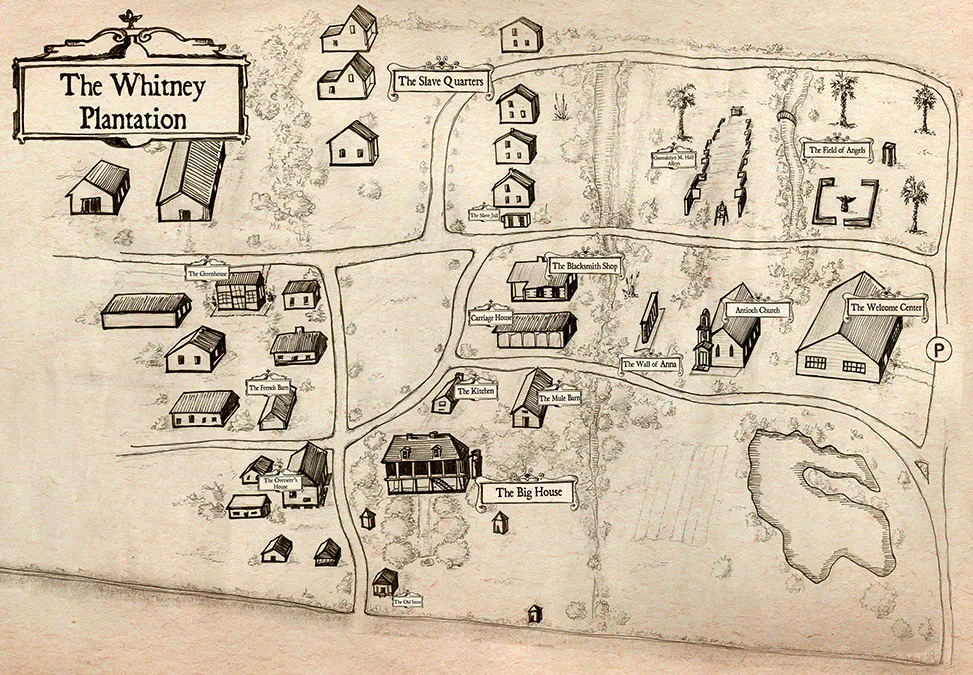 The Whitney
Plantation
The Slave Quarters
Gwendolyn M. Hall
Alleys
The Field of Angels
The Slave Jail
The Greenhouse
The Blacksmith Shop
Carriage House
Antioch Church
The Welcome Center
P
The Wall of Anna
The French Barn
The Kitchen
The Mule Barn
The Overseer's
House
The Big House
The Old Store